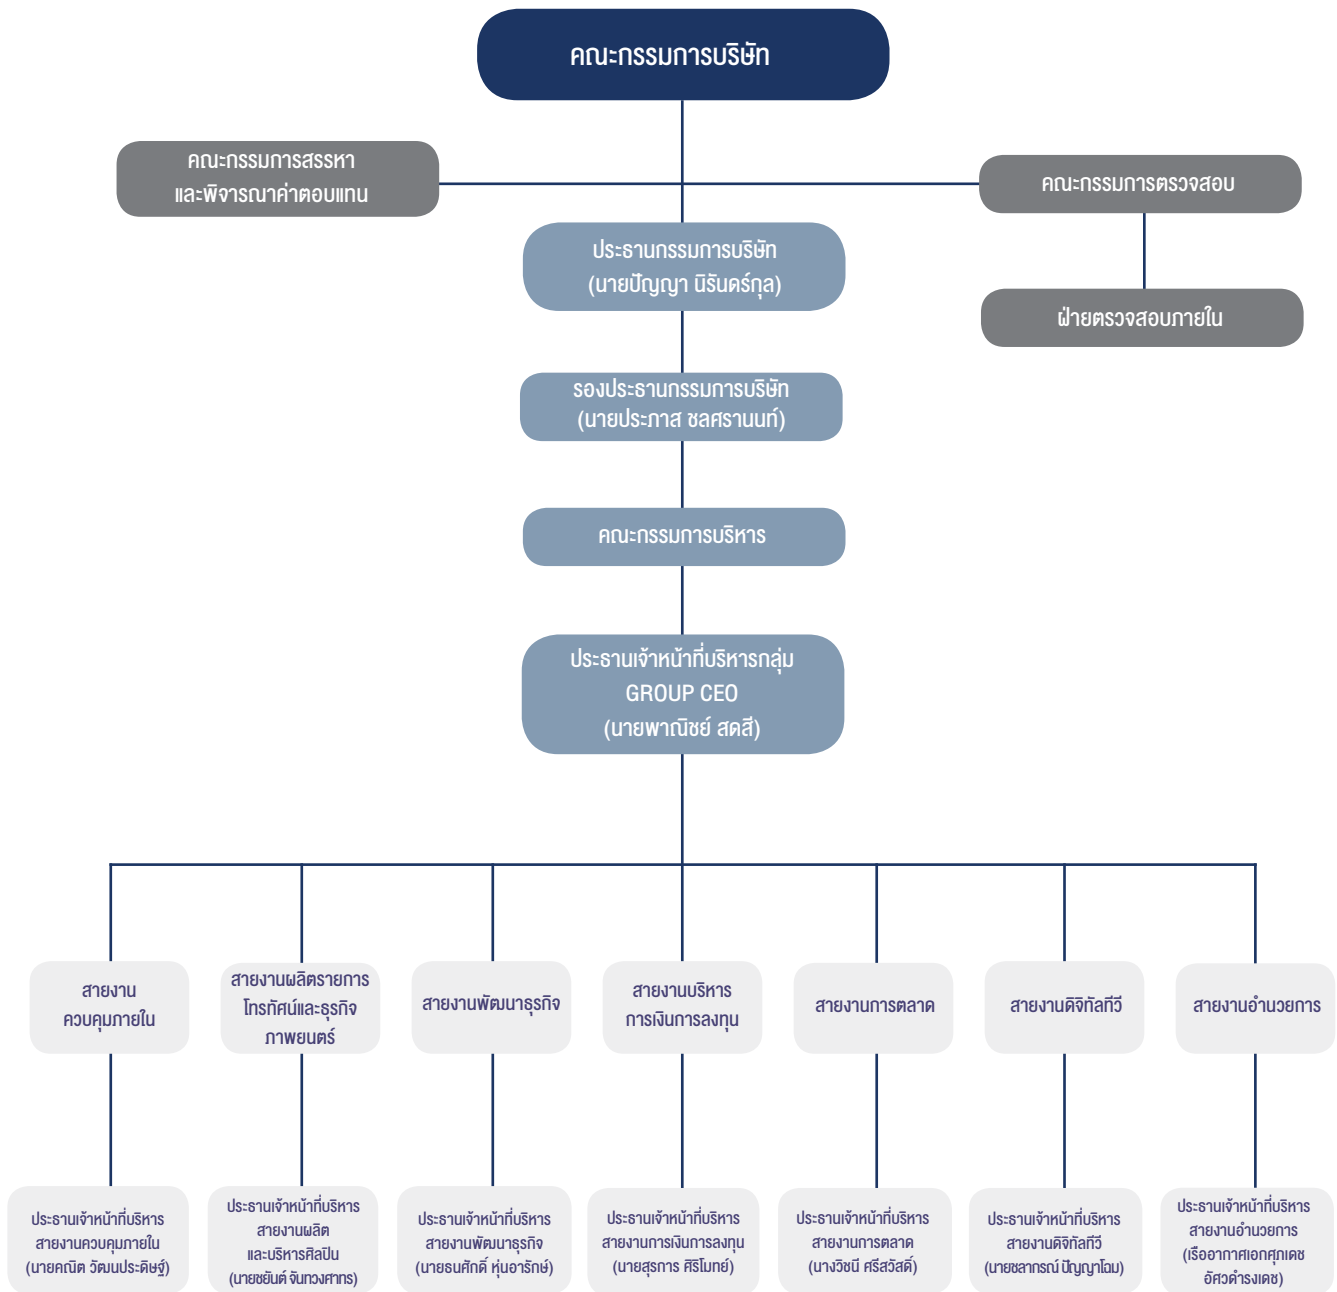 คณะกรรมการบริษัท
คณะกรรมการสรรหา
และพิจารณาค่าตอบแทน
คณะกรรมการตรวจสอบ
ประธานกรรมการบริษัท
(นายปัญญา นิรันดร์กุล)
ฝ่ายตรวจสอบภายใน
รองประธานกรรมการบริษัท
(นายประภาส ชลศรานนท์)
คณะกรรมการบริหาร
ประธานเจ้าหน้าที่บริหารกลุ่ม
GROUP CEO
(นายพาณิชย์ สดสี)
สายงาน
ควบคุมภายใน
สายงานผลิตรายการ
โทรทัศน์และธุรกิจ
ภาพยนตร์
สายงานพัฒนาธุรกิจ
สายงานบริหาร
การเงินการลงทุน
สายงานการตลาด
สายงานดิจิทัลทีวี
สายงานอำนวยการ
ประธานเจ้าหน้าที่บริหาร
สายงานควบคุมภายใน
(นายคณิต วัฒนประดิษฐ์)
ประธานเจ้าหน้าที่บริหาร
สายงานผลิต
และบริหารศิลปิน
(นายชยันต์ จันทวงศาทร)
ประธานเจ้าหน้าที่บริหาร
สายงานพัฒนาธุรกิจ
(นายธนศักดิ์ หุ่นอารักษ์)
ประธานเจ้าหน้าที่บริหาร
สายงานการเงินการลงทุน
(นายสุรการ ศิริโมทย์)
ประธานเจ้าหน้าที่บริหาร
สายงานการตลาด
(นางวิชนี ศรีสวัสดิ์)
ประธานเจ้าหน้าที่บริหาร
สายงานดิจิทัลทีวี
(นายชลากรณ์ ปัญญาโฉม)
ประธานเจ้าหน้าที่บริหาร
สายงานอำนวยการ
(เรืออากาศเอกศุภเดช
อัศวดำรงเดช)